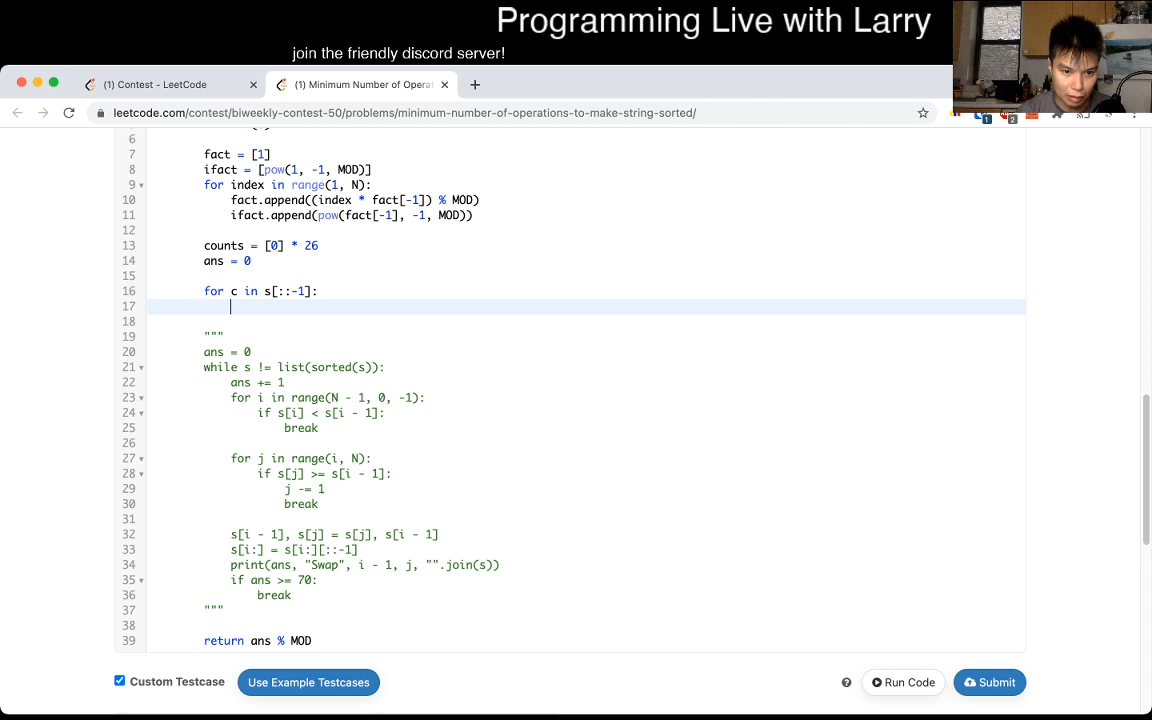 Programming Live with Larry
join the friendly discord server!
(1) Contest - LeetCode
(1) Minimum Number of Operat
leetcode.com/contest/biweekly-contest-50/problems/minimum-number-of-operations-to-make-string-sorted/
1
2
6
7 fact = [1]
8 ifact = [pow(1, -1, MOD)]
9 for index in range(1, N):
10 fact.append((index * fact[-1]) % MOD)
11 ifact.append(pow(fact[-1], -1, MOD))
12
13 counts = [0] * 26
14 ans = 0
15
16 for c in s[::-1]:
17
18
19 """
20 ans = 0
21 while s != list(sorted(s)):
22 ans += 1
23 for i in range(N - 1, 0, -1):
24 if s[i] < s[i - 1]:
25 break
26
27 for j in range(i, N):
28 if s[j] >= s[i - 1]:
29 j -= 1
30 break
31
32 s[i - 1], s[j] = s[j], s[i - 1]
33 s[i:] = s[i:][::-1]
34 print(ans, "Swap", i - 1, j, "".join(s))
35 if ans >= 70:
36 break
37 """
38
39 return ans % MOD
Custom Testcase
Use Example Testcases
Run Code
Submit